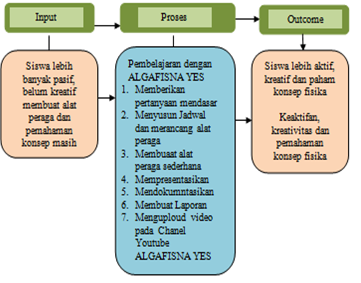 Input
Proses
Outcome
Siswa lebih
banyak pasif,
belum kreatif
membuat alat
peraga dan
pemahaman
konsep masih
Pembelajaran dengan
ALGAFISNA YES
1. Memberikan
pertanyaan mendasar
2. Menyusun Jadwal
dan merancang alat
peraga
3. Membuaat alat
peraga sederhana
4. Mempresentasikan
5. Mendokumntasikan
6. Membuat Laporan
7. Menguploud video
pada Chanel
Youtube
ALGAFISNA YES
Siswa lebih aktif,
kreatif dan paham
konsep fisika
Keaktifan,
kreativitas dan
pemahaman
konsep fisika